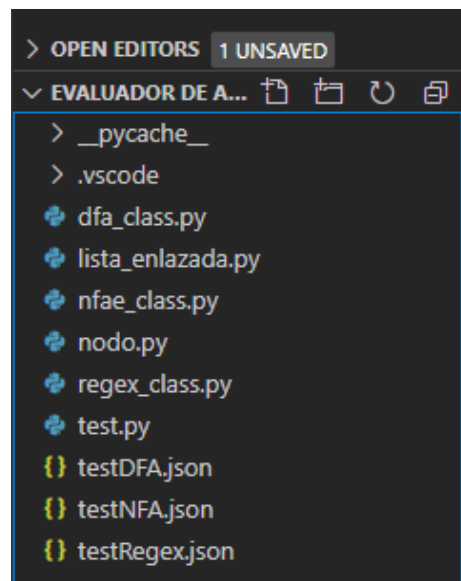 OPEN EDITORS 1 UNSAVED
EVALUADOR DE A...
__pycache__
.vscode
dfa_class.py
lista_enlazada.py
nfae_class.py
nodo.py
regex_class.py
test.py
{} testDFA.json
{} testNFA.json
{} testRegex.json